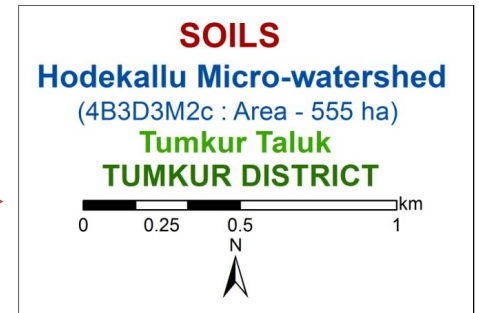 SOILS
Hodekallu Micro-watershed
(4B3D3M2c : Area - 555 ha)
Tumkur Taluk
TUMKUR DISTRICT
km
0 0.25 0.5 1
N